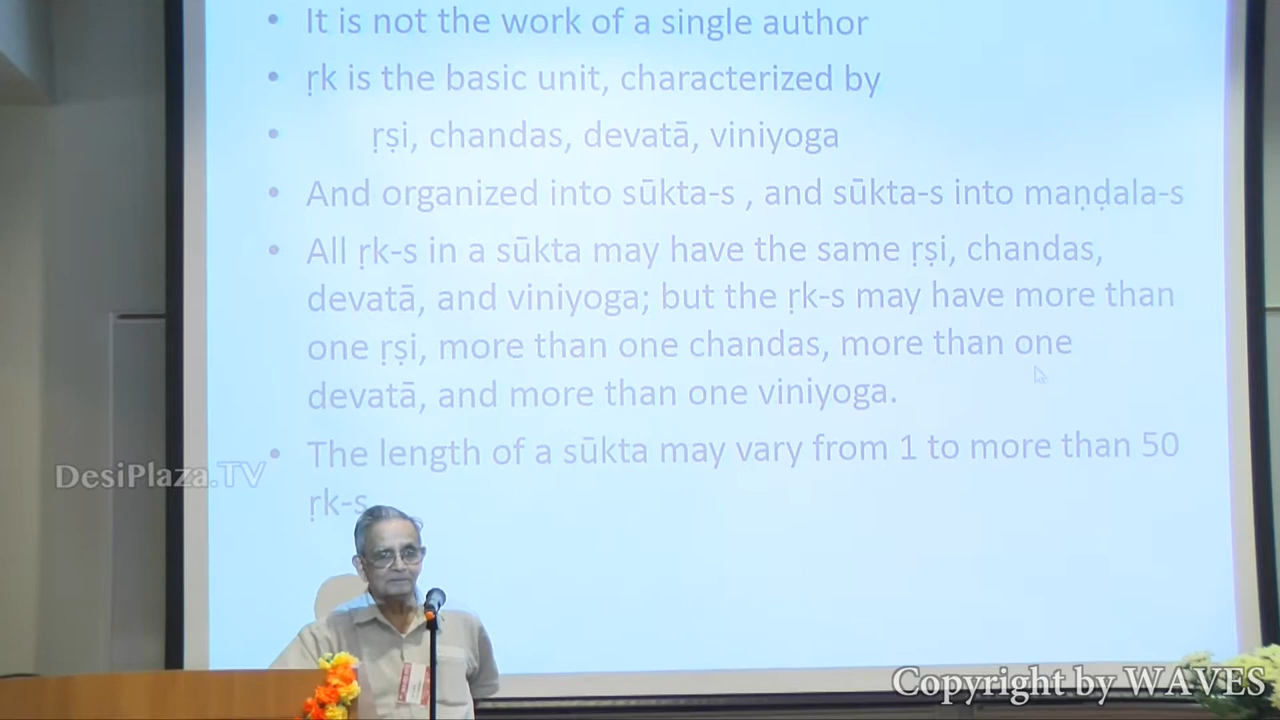 • It is not the work of a single author
• ṛk is the basic unit, characterized by
• ṛṣi, chandas, devatā, viniyoga
• And organized into sūkta-s , and sūkta-s into maṇḍala-s
• All ṛk-s in a sūkta may have the same ṛṣi, chandas,
devatā, and viniyoga; but the ṛk-s may have more than
one ṛṣi, more than one chandas, more than one
devatā, and more than one viniyoga.
• The length of a sūkta may vary from 1 to more than 50
ṛk-s
DesiPlaza.TV
Copyright by WAVES